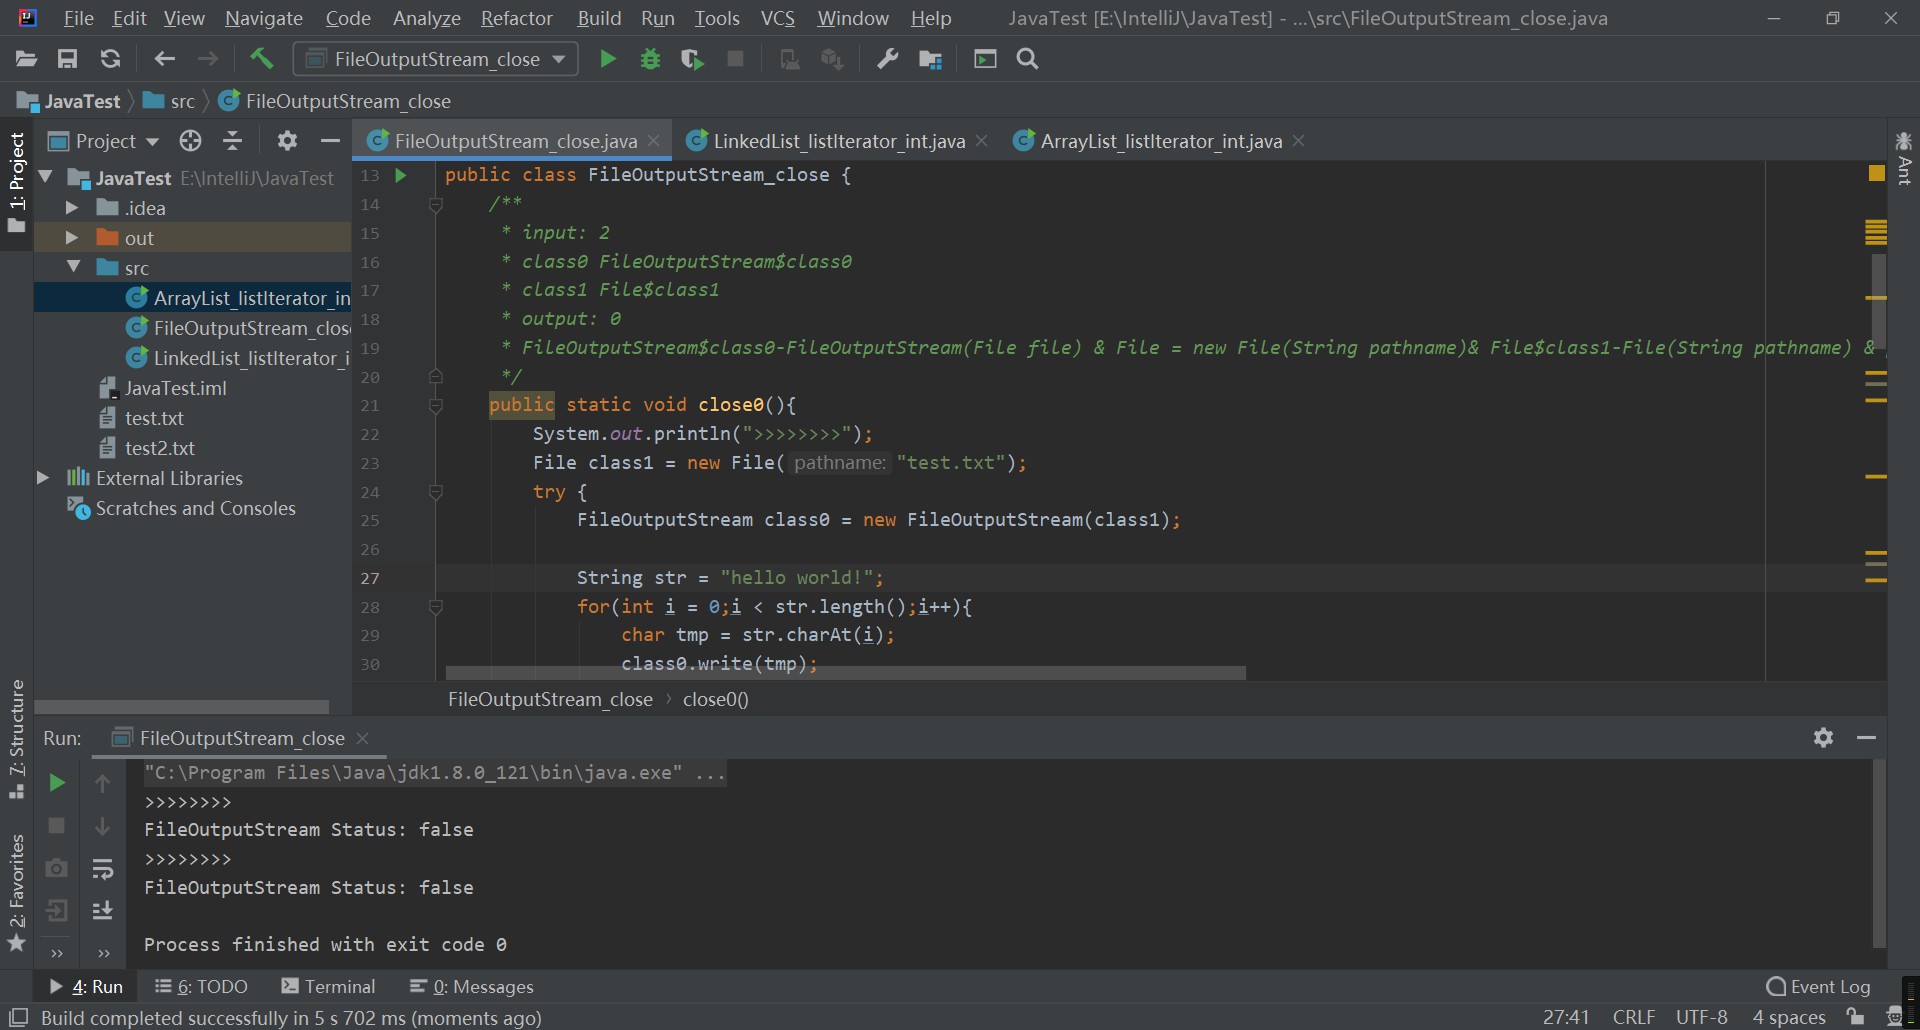 File Edit View Navigate Code Analyze Refactor Build Run Tools VCS Window Help JavaTest [E:\IntelliJ\JavaTest] - ...\src\FileOutputStream_close.java
FileOutputStream_close
JavaTest src FileOutputStream_close
1: Project
Project
FileOutputStream_close.java LinkedList_listIterator_int.java ArrayList_listIterator_int.java
Ant
JavaTest E:\IntelliJ\JavaTest
.idea
out
src
ArrayList_listIterator_in
FileOutputStream_clos
LinkedList_listIterator_i
JavaTest.iml
test.txt
test2.txt
External Libraries
Scratches and Consoles
13 public class FileOutputStream_close {
14 /**
15 * input: 2
16 * class0 FileOutputStream$class0
17 * class1 File$class1
18 * output: 0
19 * FileOutputStream$class0-FileOutputStream(File file) & File = new File(String pathname)& File$class1-File(String pathname) &
20 */
21 public static void close0(){
22 System.out.println(">>>>>>>>");
23 File class1 = new File( pathname: "test.txt");
24 try {
25 FileOutputStream class0 = new FileOutputStream(class1);
26
27 String str = "hello world!";
28 for(int i = 0;i < str.length();i++){
29 char tmp = str.charAt(i);
30 class0.write(tmp);
FileOutputStream_close › close0()
7: Structure
2: Favorites
Run: FileOutputStream_close
"C:\Program Files\Java\jdk1.8.0_121\bin\java.exe" ...
>>>>>>>>
FileOutputStream Status: false
>>>>>>>>
FileOutputStream Status: false
Process finished with exit code 0
4: Run 6: TODO Terminal 0: Messages Event Log
Build completed successfully in 5 s 702 ms (moments ago) 27:41 CRLF UTF-8 4 spaces